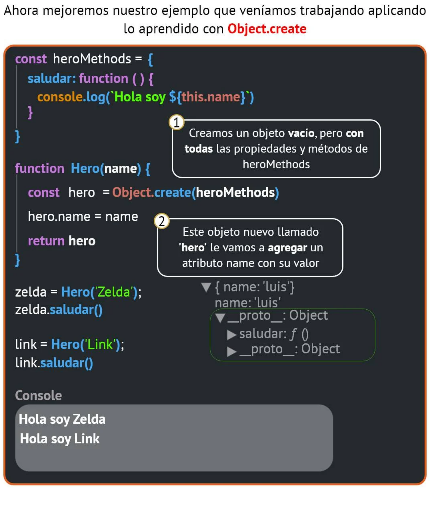 Ahora mejoremos nuestro ejemplo que veníamos trabajando aplicando
lo aprendido con Object.create
const heroMethods = {
saludar: function ( ) {
console.log(`Hola soy ${this.name}`)
}
}
1
Creamos un objeto vacío, pero con
todas las propiedades y métodos de
heroMethods
function Hero(name) {
const hero = Object.create(heroMethods)
hero.name = name
return hero
}
2
Este objeto nuevo llamado
'hero' le vamos a agregar un
atributo name con su valor
zelda = Hero('Zelda');
zelda.saludar()
link = Hero('Link');
link.saludar()
▼ { name: 'luis'}
name: 'luis'
▼ __proto__: Object
▶ saludar: ƒ ()
▶ __proto__: Object
Console
Hola soy Zelda
Hola soy Link